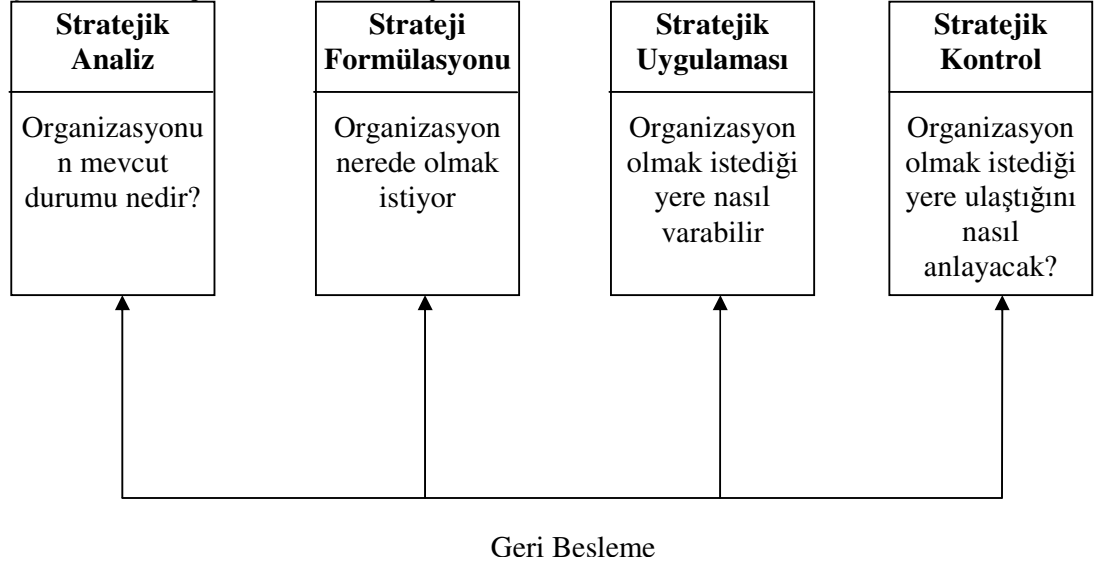 Stratejik
Analiz
Organizasyonu
n mevcut
durumu nedir?
Strateji
Formülasyonu
Organizasyon
nerede olmak
istiyor
Stratejik
Uygulaması
Organizasyon
olmak istediği
yere nasıl
varabilir
Stratejik
Kontrol
Organizasyon
olmak istediği
yere ulaştığını
nasıl
anlayacak?
Geri Besleme